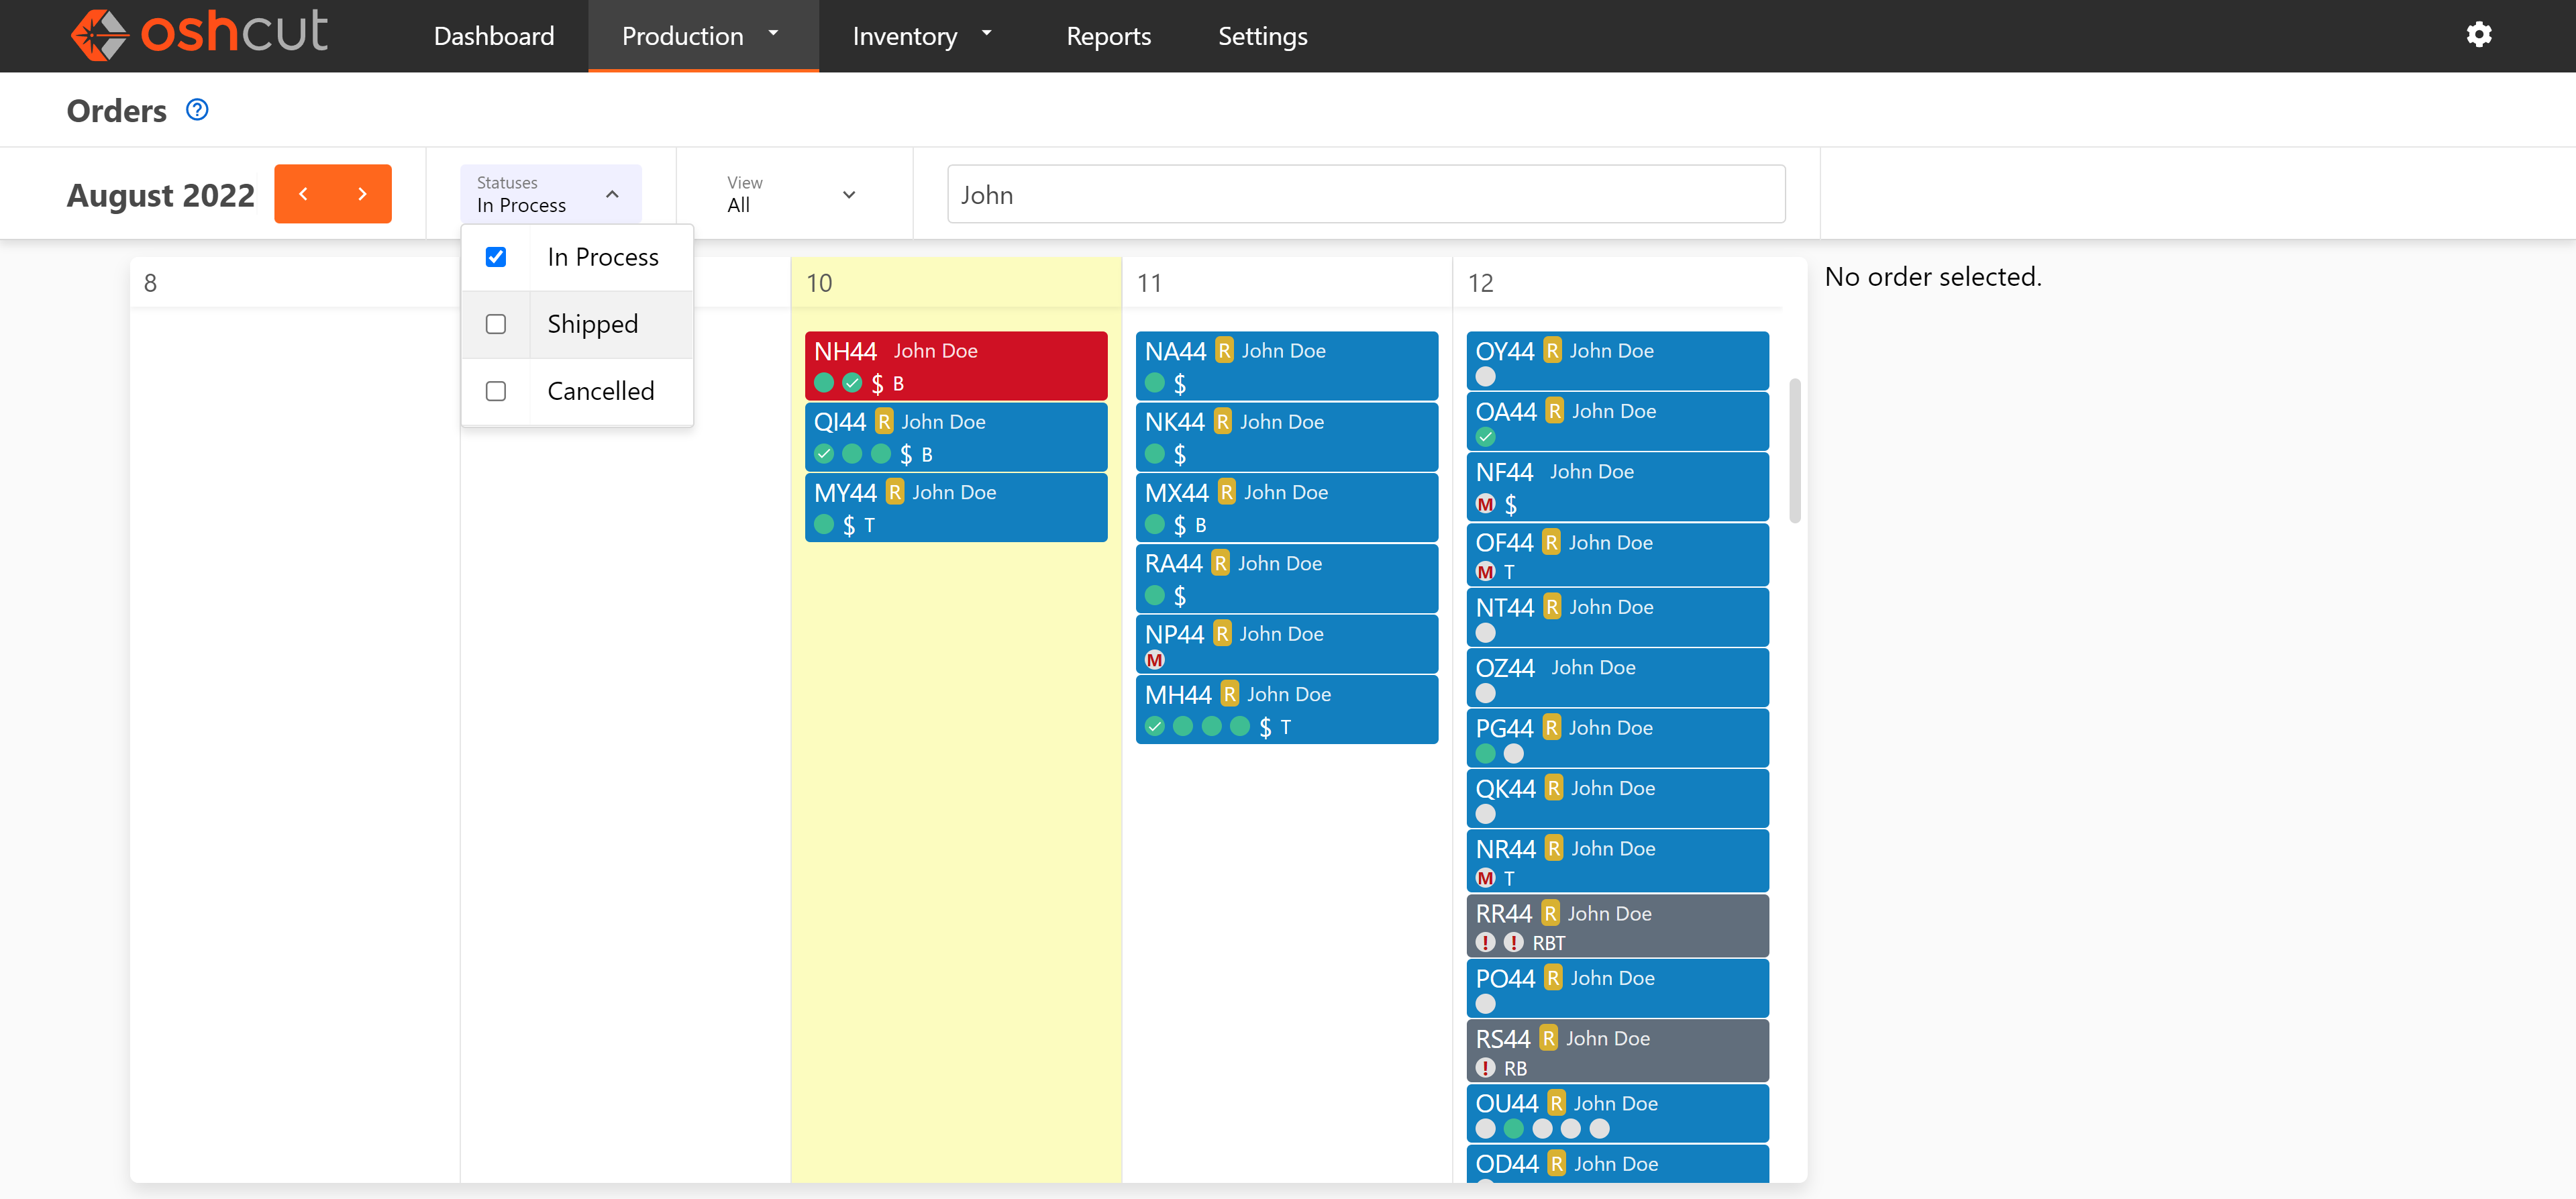 oshcut Dashboard Production Inventory Reports Settings
Orders ?
August 2022
Statuses
In Process
View
All
John
In Process
Shipped
Cancelled
8
10
NH44 John Doe
$ B
QI44 R John Doe
$ B
MY44 R John Doe
$ T
11
NA44 R John Doe
$
NK44 R John Doe
$
MX44 R John Doe
$ B
RA44 R John Doe
$
NP44 R John Doe
M
MH44 R John Doe
$ T
12
OY44 R John Doe
OA44 R John Doe
NF44 John Doe
M $
OF44 R John Doe
M T
NT44 R John Doe
OZ44 John Doe
PG44 R John Doe
QK44 R John Doe
NR44 R John Doe
M T
RR44 R John Doe
! ! RBT
PO44 R John Doe
RS44 R John Doe
! RB
OU44 R John Doe
OD44 R John Doe
No order selected.